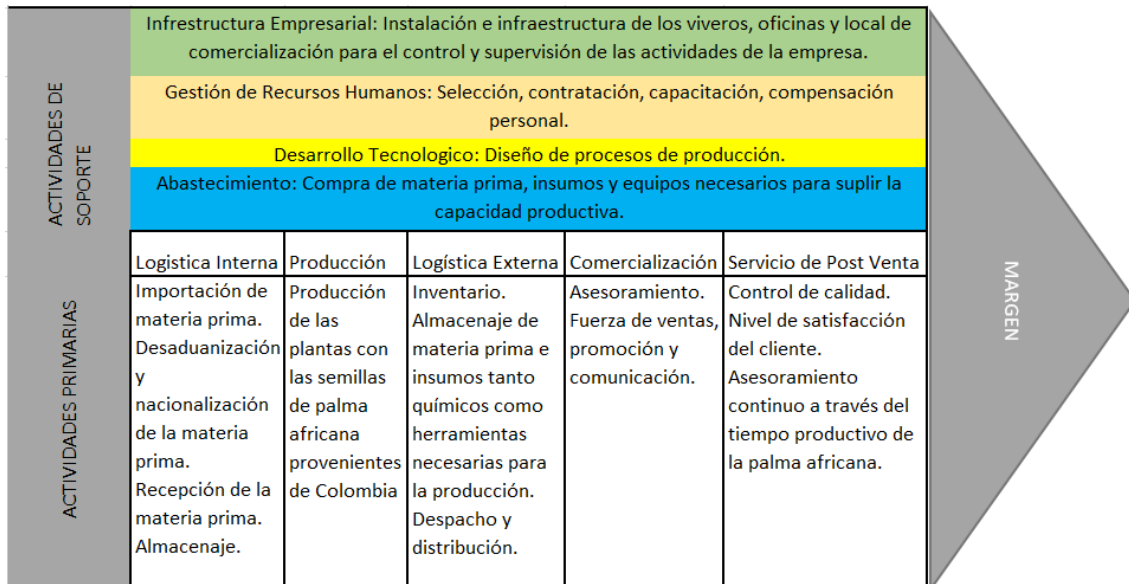 Infrestructura Empresarial: Instalación e infraestructura de los viveros, oficinas y local de
comercialización para el control y supervisión de las actividades de la empresa.
Gestión de Recursos Humanos: Selección, contratación, capacitación, compensación
personal.
Desarrollo Tecnologico: Diseño de procesos de producción.
Abastecimiento: Compra de materia prima, insumos y equipos necesarios para suplir la
capacidad productiva.
ACTIVIDADES DE
SOPORTE
Logistica Interna
Importación de
materia prima.
Desaduanización
y
nacionalización
de la materia
prima.
Recepción de la
materia prima.
Almacenaje.
Producción
Producción
de las
plantas con
las semillas
de palma
africana
provenientes
de Colombia
Logística Externa
Inventario.
Almacenaje de
materia prima e
insumos tanto
químicos como
herramientas
necesarias para
la producción.
Despacho y
distribución.
Comercialización
Asesoramiento.
Fuerza de ventas,
promoción y
comunicación.
Servicio de Post Venta
Control de calidad.
Nivel de satisfacción
del cliente.
Asesoramiento
continuo a través del
tiempo productivo de
la palma africana.
ACTIVIDADES PRIMARIAS
MARGEN